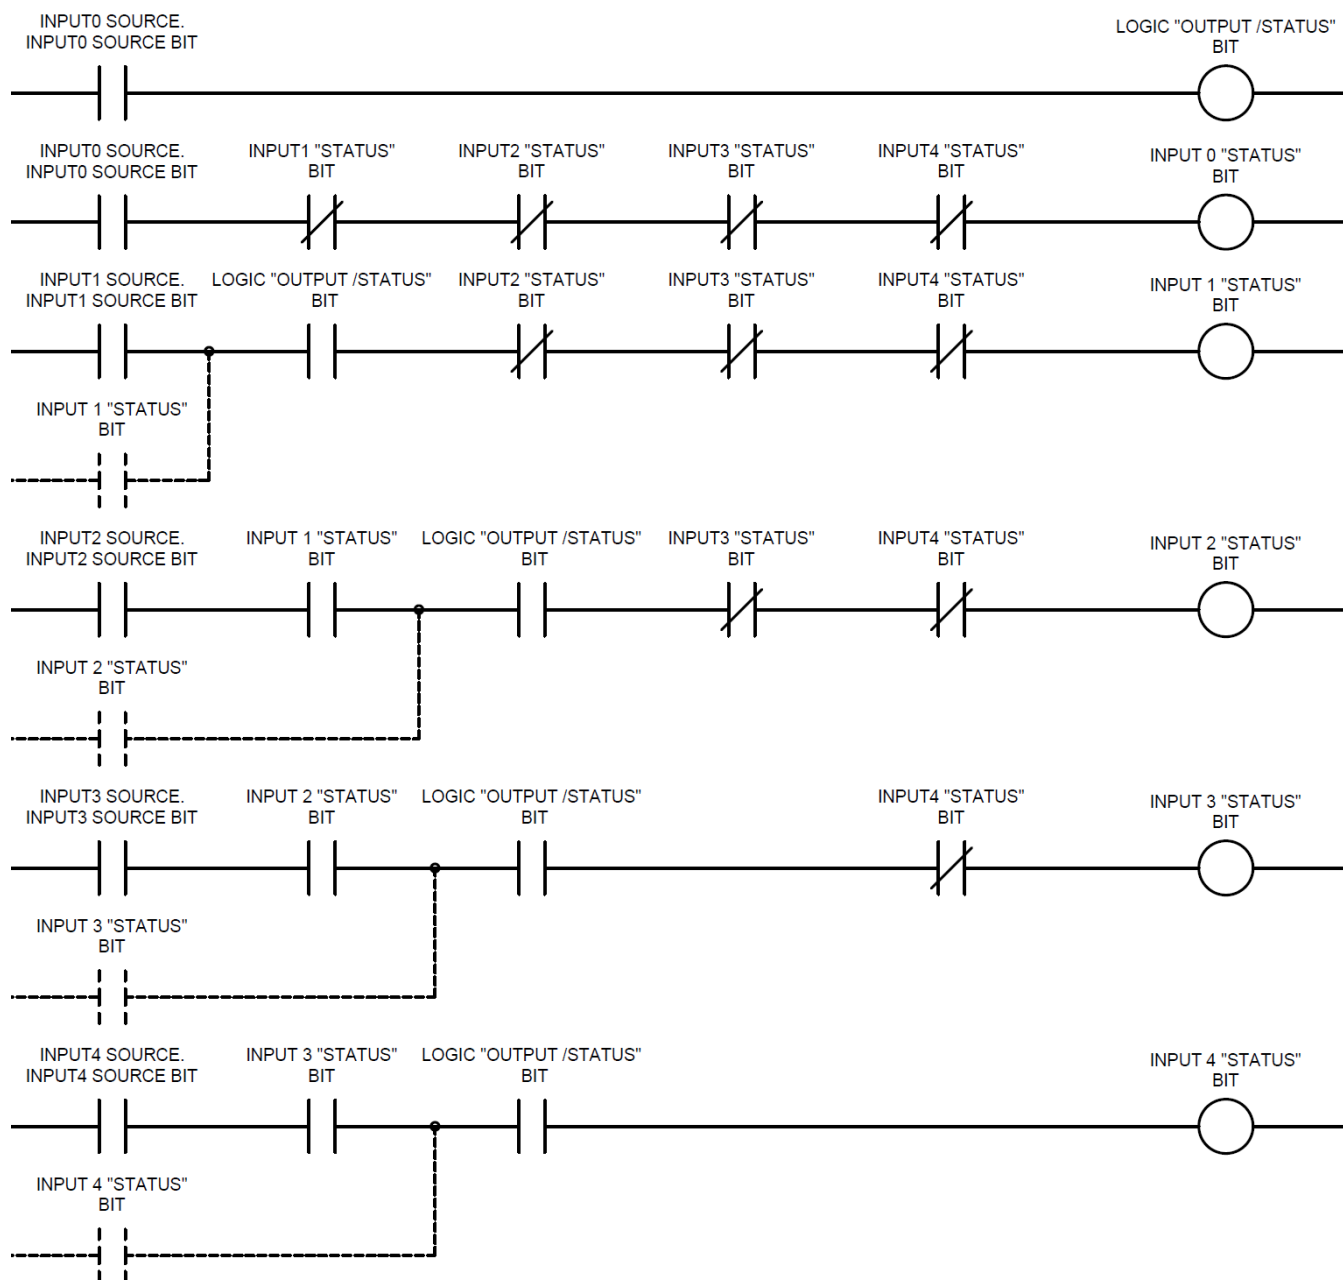 INPUT0 SOURCE.
INPUT0 SOURCE BIT
LOGIC "OUTPUT /STATUS"
BIT
INPUT0 SOURCE.
INPUT0 SOURCE BIT
INPUT1 "STATUS"
BIT
INPUT2 "STATUS"
BIT
INPUT3 "STATUS"
BIT
INPUT4 "STATUS"
BIT
INPUT 0 "STATUS"
BIT
INPUT1 SOURCE.
INPUT1 SOURCE BIT
LOGIC "OUTPUT /STATUS"
BIT
INPUT2 "STATUS"
BIT
INPUT3 "STATUS"
BIT
INPUT4 "STATUS"
BIT
INPUT 1 "STATUS"
BIT
INPUT 1 "STATUS"
BIT
INPUT2 SOURCE.
INPUT2 SOURCE BIT
INPUT 1 "STATUS"
BIT
LOGIC "OUTPUT /STATUS"
BIT
INPUT3 "STATUS"
BIT
INPUT4 "STATUS"
BIT
INPUT 2 "STATUS"
BIT
INPUT 2 "STATUS"
BIT
INPUT3 SOURCE.
INPUT3 SOURCE BIT
INPUT 2 "STATUS"
BIT
LOGIC "OUTPUT /STATUS"
BIT
INPUT4 "STATUS"
BIT
INPUT 3 "STATUS"
BIT
INPUT 3 "STATUS"
BIT
INPUT4 SOURCE.
INPUT4 SOURCE BIT
INPUT 3 "STATUS"
BIT
LOGIC "OUTPUT /STATUS"
BIT
INPUT 4 "STATUS"
BIT
INPUT 4 "STATUS"
BIT